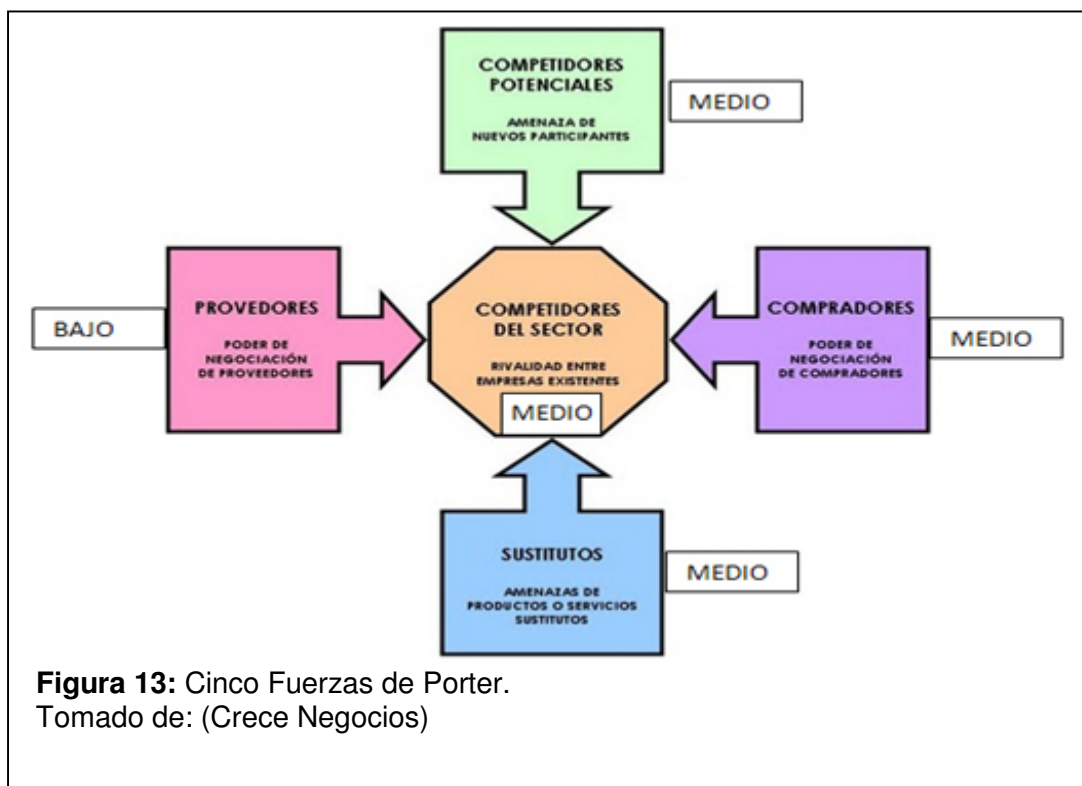 COMPETIDORES
POTENCIALES
AMENAZA DE
NUEVOS PARTICIPANTES
MEDIO
BAJO
PROVEDORES
PODER DE
NEGOCIACIÓN
DE PROVEEDORES
COMPETIDORES
DEL SECTOR
RIVALIDAD ENTRE
EMPRESAS EXISTENTES
MEDIO
COMPRADORES
PODER DE
NEGOCIACIÓN
DE COMPRADORES
MEDIO
SUSTITUTOS
AMENAZAS DE
PRODUCTOS O SERVICIOS
SUSTITUTOS
MEDIO
Figura 13: Cinco Fuerzas de Porter.
Tomado de: (Crece Negocios)